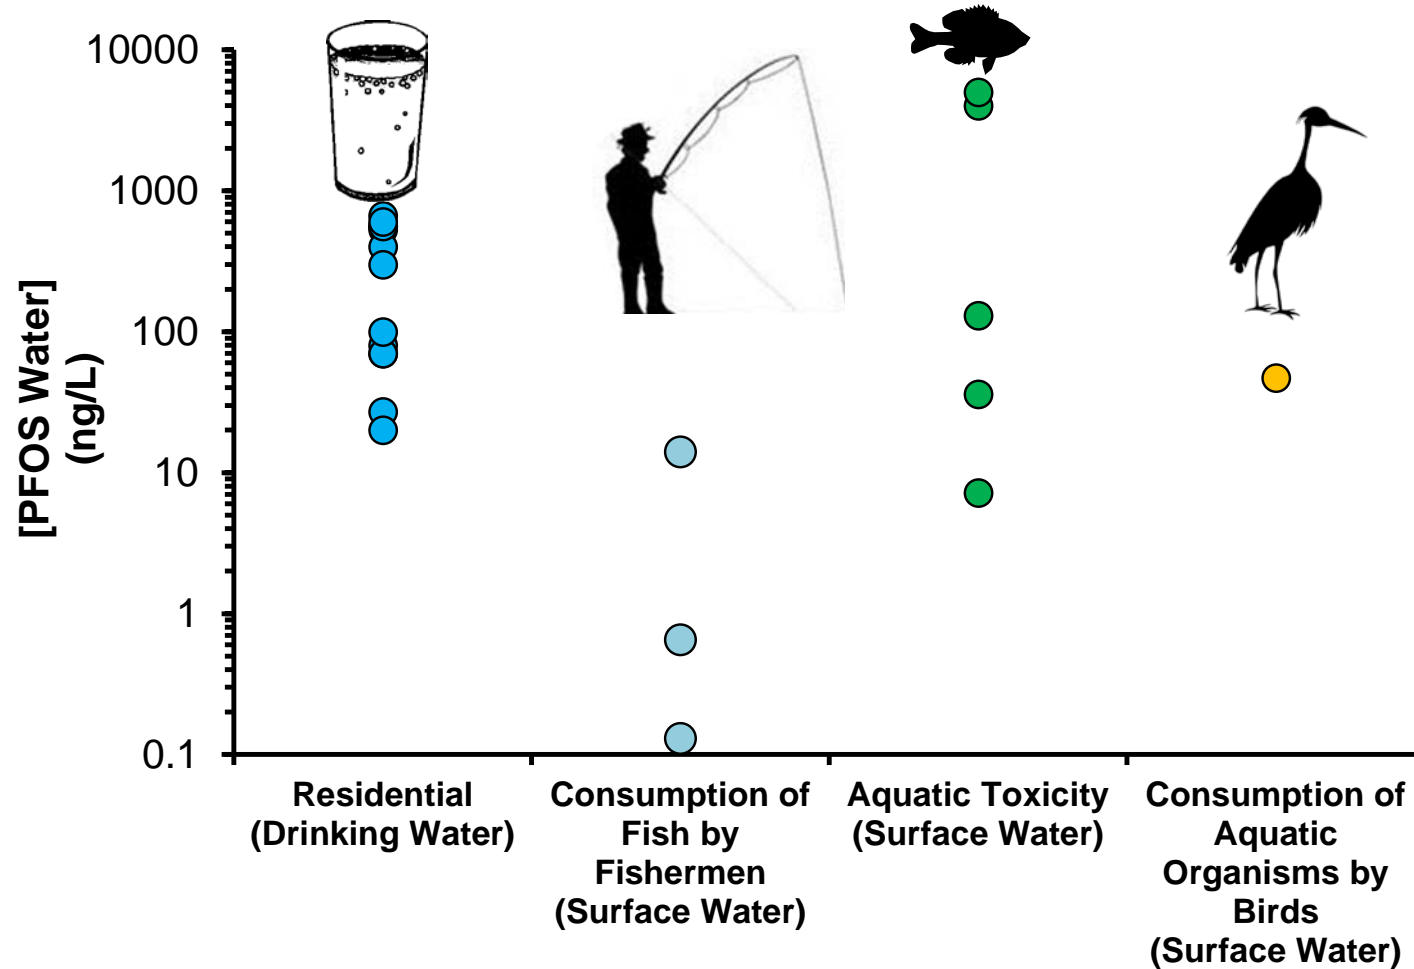 10000
1000
100
10
1
0.1
[PFOS Water]
(ng/L)
Residential
(Drinking Water)
Consumption of
Fish by
Fishermen
(Surface Water)
Aquatic Toxicity
(Surface Water)
Consumption of
Aquatic
Organisms by
Birds
(Surface Water)